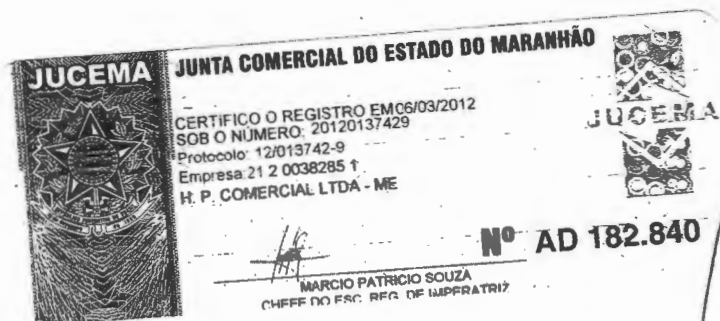 JUCEMA
JUNTA COMERCIAL DO ESTADO DO MARANHÃO
CERTIFICO O REGISTRO EM 06/03/2012
SOB O NÚMERO: 20120137429
Protocolo: 12/013742-9
Empresa: 21 2 0038285 1
H. P. COMERCIAL LTDA - ME
JUCEMA
Nº AD 182.840
MARCIO PATRICIO SOUZA
CHEFE DO ESC. REG. DE IMPERATRIZ